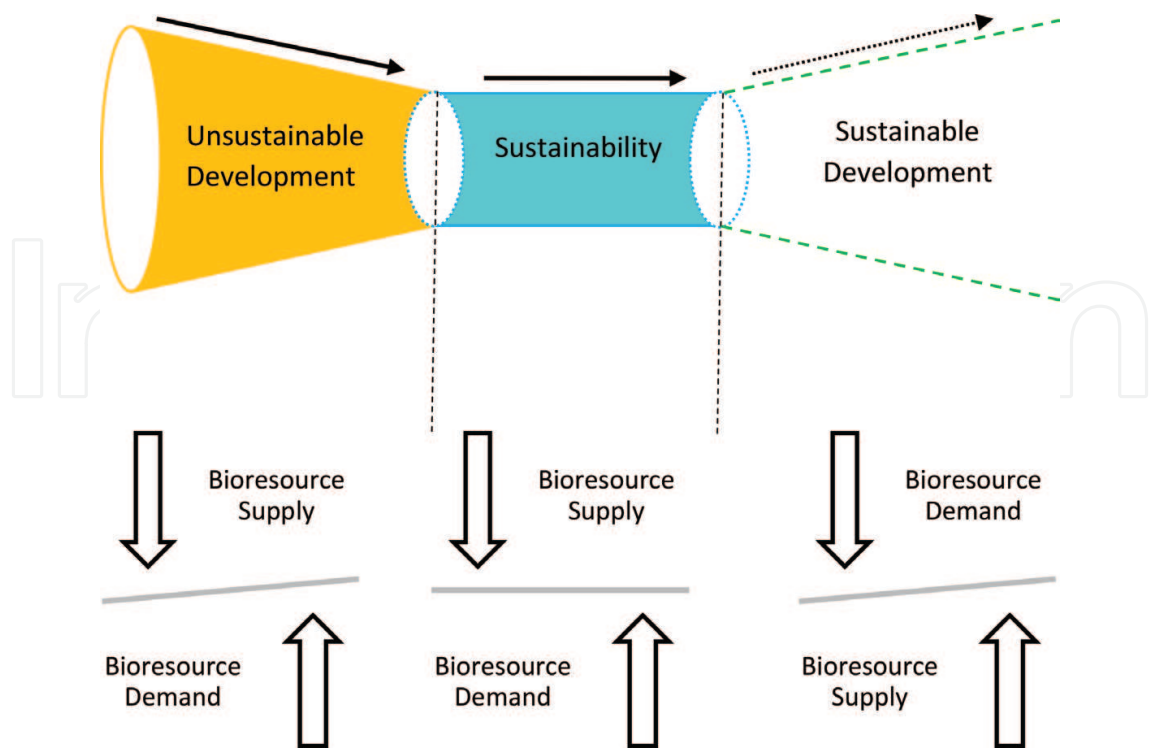 Unsustainable
Development
Sustainability
Sustainable
Development
Bioresource
Supply
Bioresource
Supply
Bioresource
Demand
Bioresource
Demand
Bioresource
Demand
Bioresource
Supply